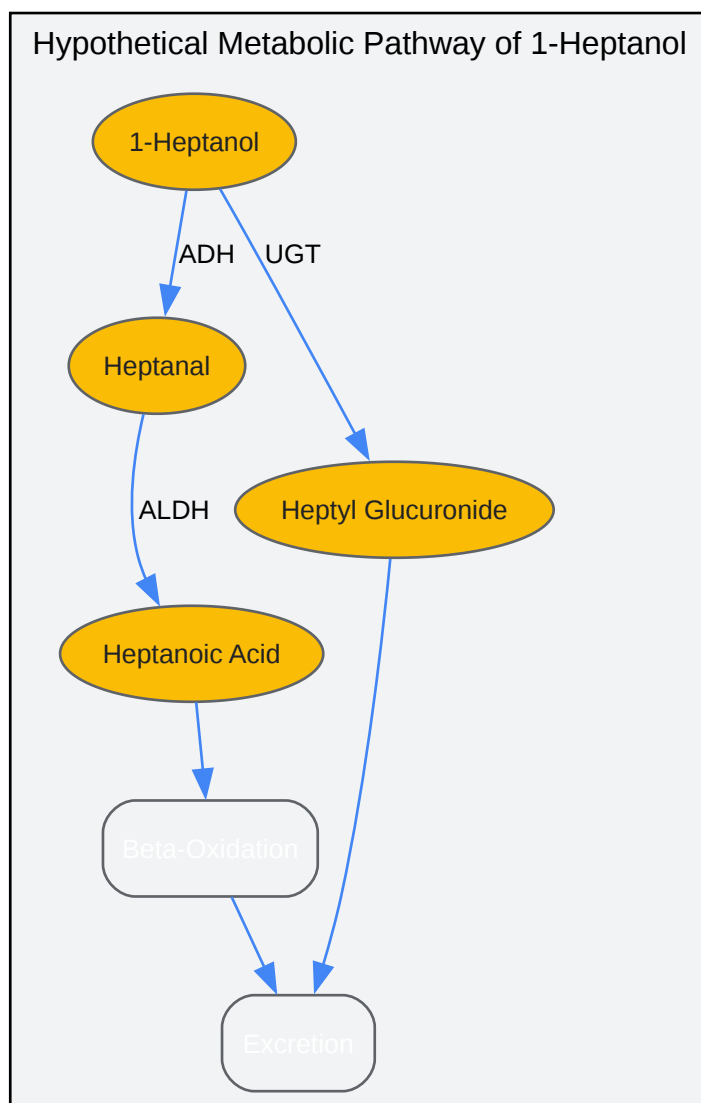 Hypothetical Metabolic Pathway of 1-Heptanol
1-Heptanol
ADH
UGT
Heptanal
Heptyl Glucuronide
ALDH
Heptanoic Acid
Beta-Oxidation
Excretion